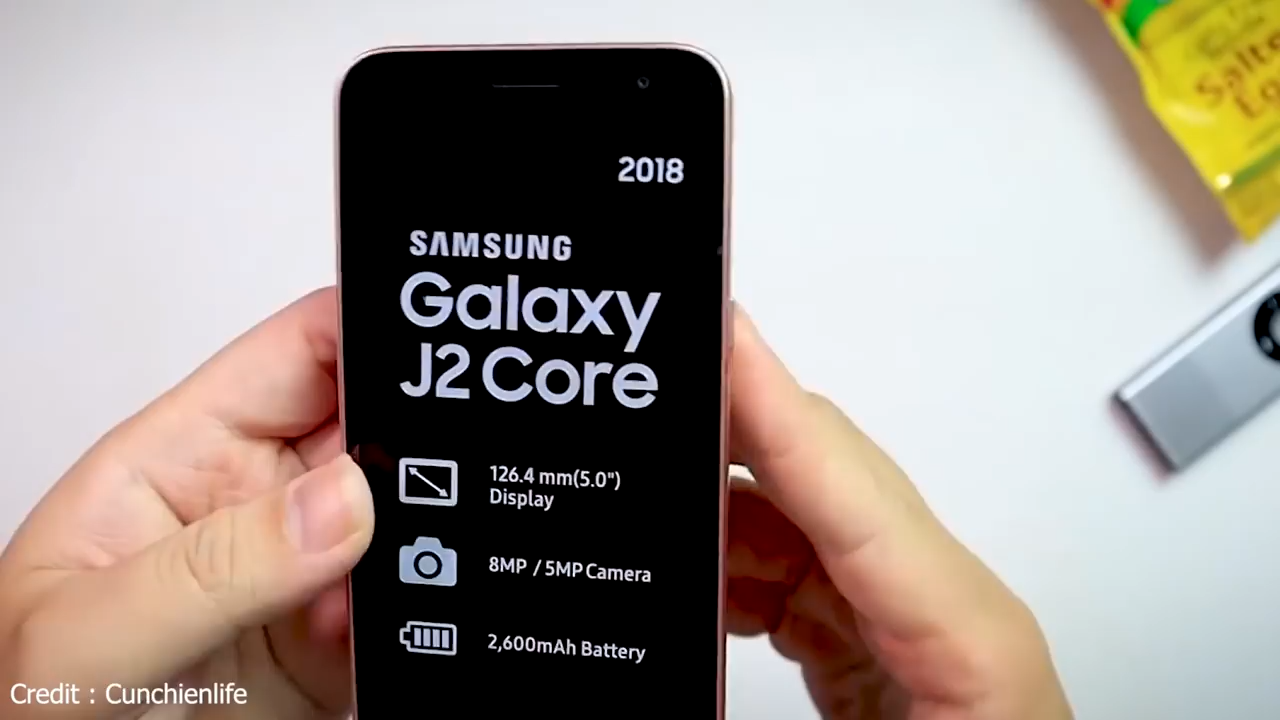 2018
SAMSUNG
Galaxy
J2 Core
126.4 mm(5.0")
Display
8MP / 5MP Camera
2,600mAh Battery
Credit : Cunchienlife